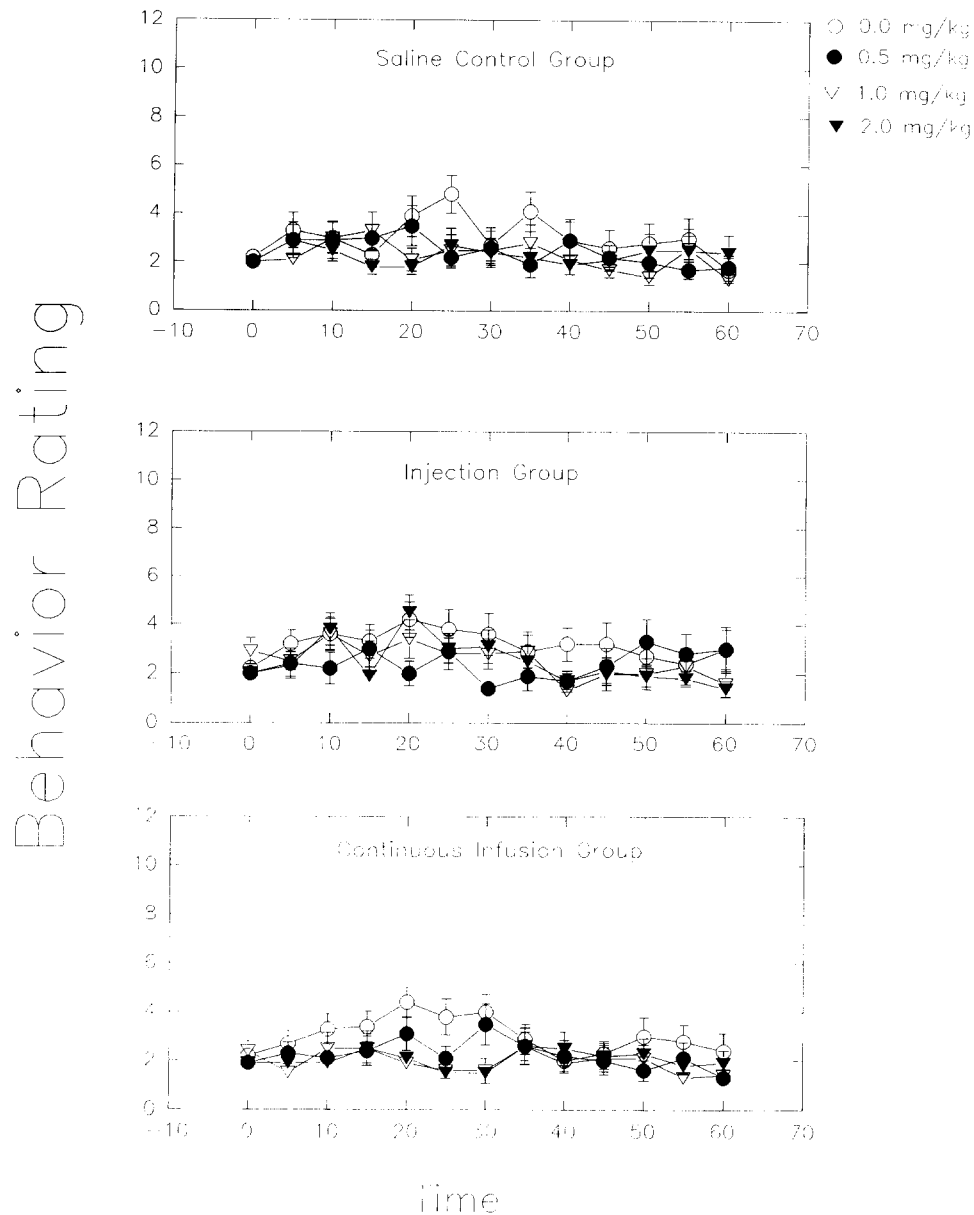 12
10
8
6
4
2
0
Saline Control Group
○ 0.0 mg/kg
● 0.5 mg/kg
▽ 1.0 mg/kg
▼ 2.0 mg/kg
−10 0 10 20 30 40 50 60 70
Behavior Rating
12
10
8
6
4
2
0
Injection Group
−10 0 10 20 30 40 50 60 70
12
10
8
6
4
2
0
Continuous Infusion Group
−10 0 10 20 30 40 50 60 70
Time